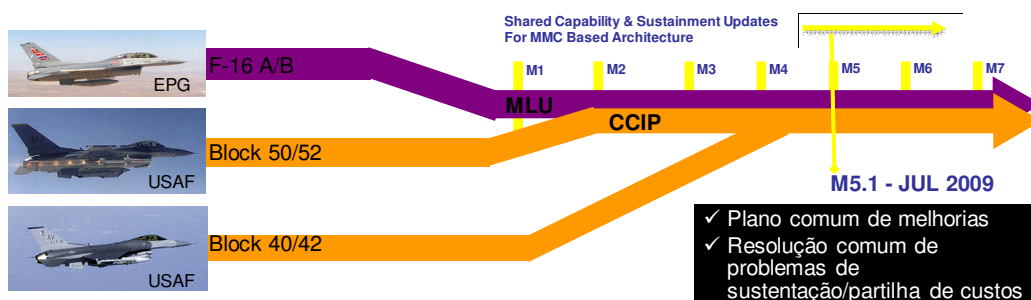 Shared Capability & Sustainment Updates
For MMC Based Architecture
M1
M2
M3
M4
M5
M6
M7
F-16 A/B
EPG
MLU
CCIP
Block 50/52
USAF
M5.1 - JUL 2009
Block 40/42
USAF
✓ Plano comum de melhorias
✓ Resolução comum de
problemas de
sustentação/partilha de custos